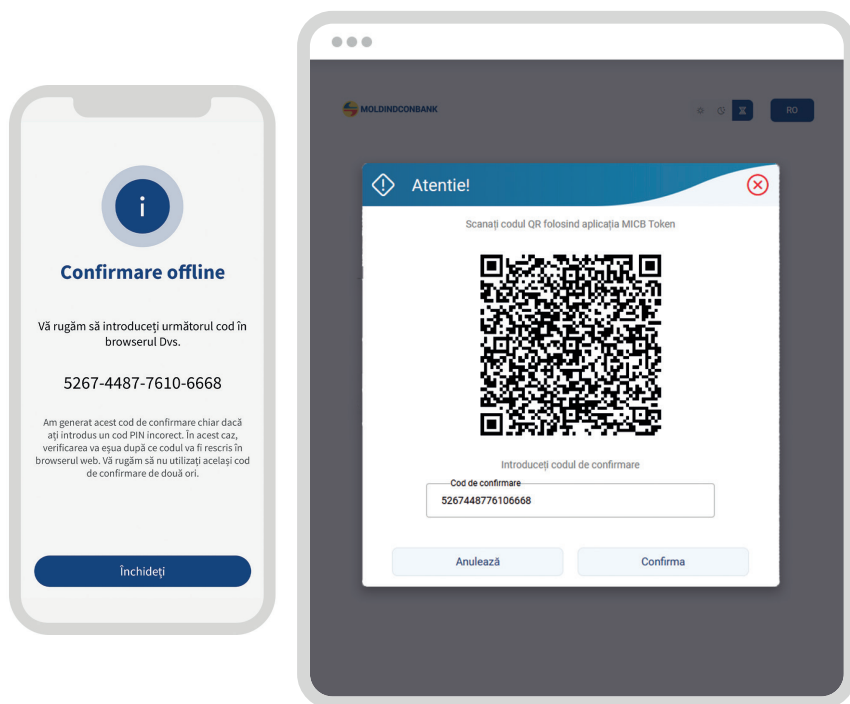 Confirmare offline
Vă rugăm să introduceți următorul cod în
browserul Dvs.
5267-4487-7610-6668
Am generat acest cod de confirmare chiar dacă
ați introdus un cod PIN incorect. În acest caz,
verificarea va eșua după ce codul va fi rescris în
browserul web. Vă rugăm să nu utilizați același cod
de confirmare de două ori.
Închideți
MOLDINDCONBANK
RO
Atentie!
Scanați codul QR folosind aplicația MICB Token
Introduceți codul de confirmare
Cod de confirmare
5267448776106668
Anulează
Confirma